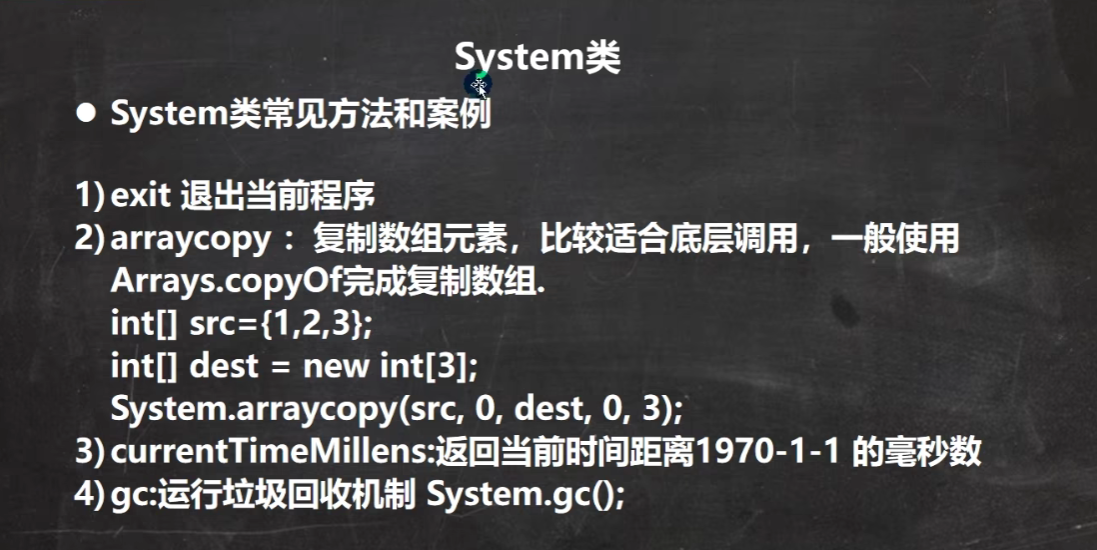 System类
● System类常见方法和案例
1) exit 退出当前程序
2) arraycopy ：复制数组元素，比较适合底层调用，一般使用
Arrays.copyOf完成复制数组.
int[] src={1,2,3};
int[] dest = new int[3];
System.arraycopy(src, 0, dest, 0, 3);
3) currentTimeMillens:返回当前时间距离1970-1-1 的毫秒数
4) gc:运行垃圾回收机制 System.gc();